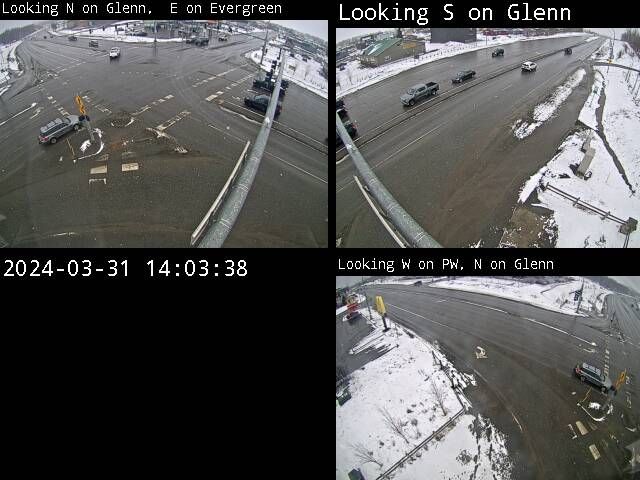 Looking N on Glenn,  E on Evergreen
Looking S on Glenn
2024-03-31 14:03:38
Looking W on PW, N on Glenn